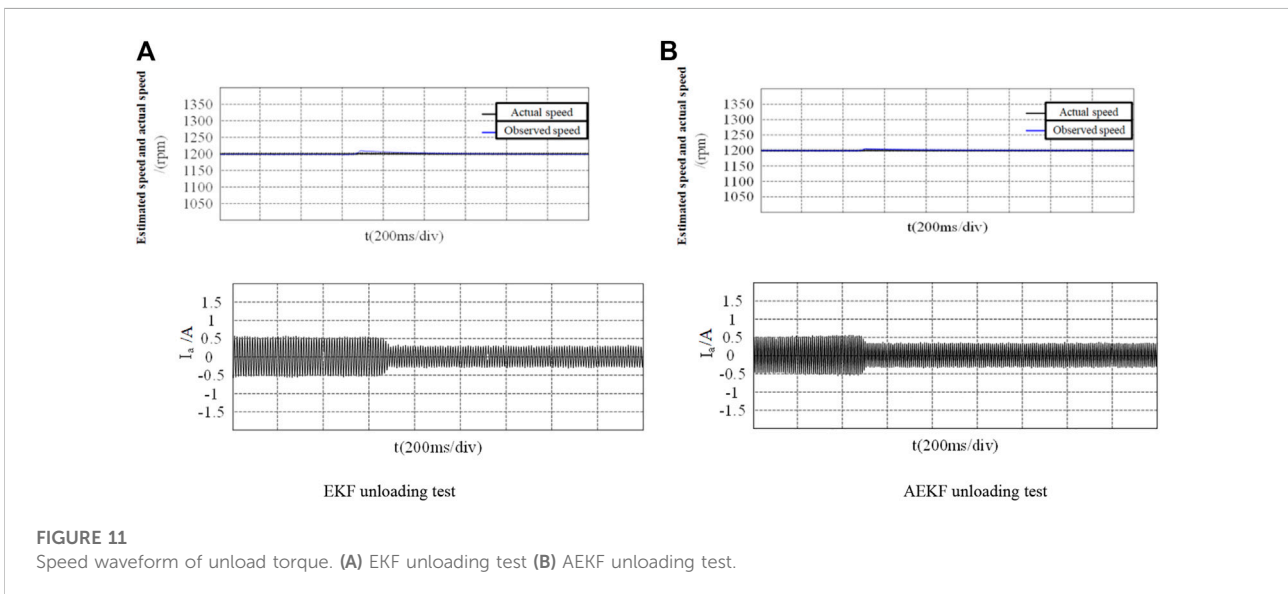 A
Estimated speed and actual speed
/(rpm)
1350
1300
1250
1200
1150
1100
1050
Actual speed
Observed speed
t(200ms/div)
Ia /A
1.5
1
0.5
0
-0.5
-1
-1.5
t(200ms/div)
EKF unloading test
B
Estimated speed and actual speed
/(rpm)
1350
1300
1250
1200
1150
1100
1050
Actual speed
Observed speed
t(200ms/div)
Ia/A
1.5
1
0.5
0
-0.5
-1
-1.5
t(200ms/div)
AEKF unloading test
FIGURE 11
Speed waveform of unload torque. (A) EKF unloading test (B) AEKF unloading test.